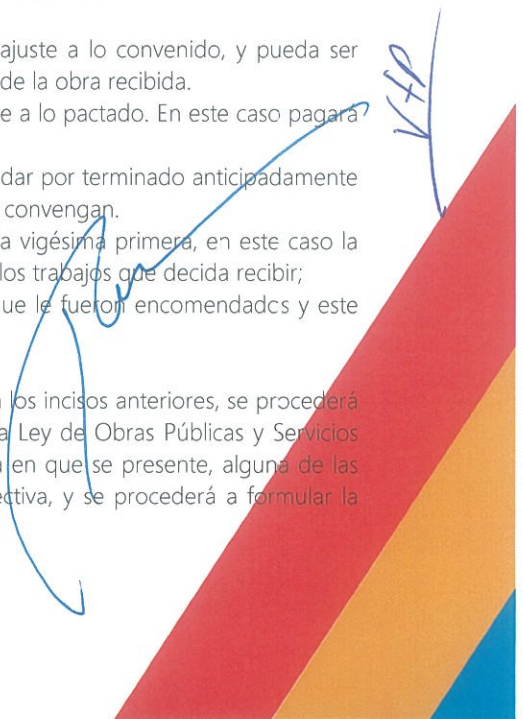 ajuste a lo convenido, y pueda ser
de la obra recibida.
e a lo pactado. En este caso pagará
dar por terminado anticipadamente
convengan.
a vigésima primera, en este caso la
los trabajos que decida recibir;
ue le fueron encomendados y este
los incisos anteriores, se procederá
a Ley de Obras Públicas y Servicios
en que se presente, alguna de las
ectiva, y se procederá a formular la